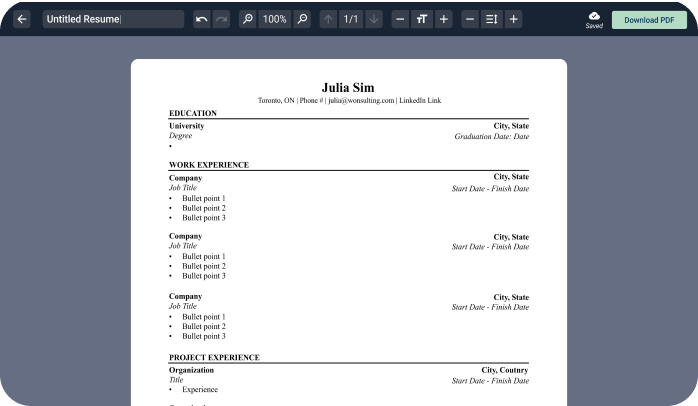 Untitled Resume
100%
1/1
TT
Saved
Download PDF
Julia Sim
Toronto, ON | Phone # | julia@wonsulting.com | LinkedIn Link
EDUCATION
University City, State
Degree Graduation Date: Date
•
WORK EXPERIENCE
Company City, State
Job Title Start Date - Finish Date
• Bullet point 1
• Bullet point 2
• Bullet point 3
Company City, State
Job Title Start Date - Finish Date
• Bullet point 1
• Bullet point 2
• Bullet point 3
Company City, State
Job Title Start Date - Finish Date
• Bullet point 1
• Bullet point 2
• Bullet point 3
PROJECT EXPERIENCE
Organization City, Coutnry
Title Start Date - Finish Date
• Experience